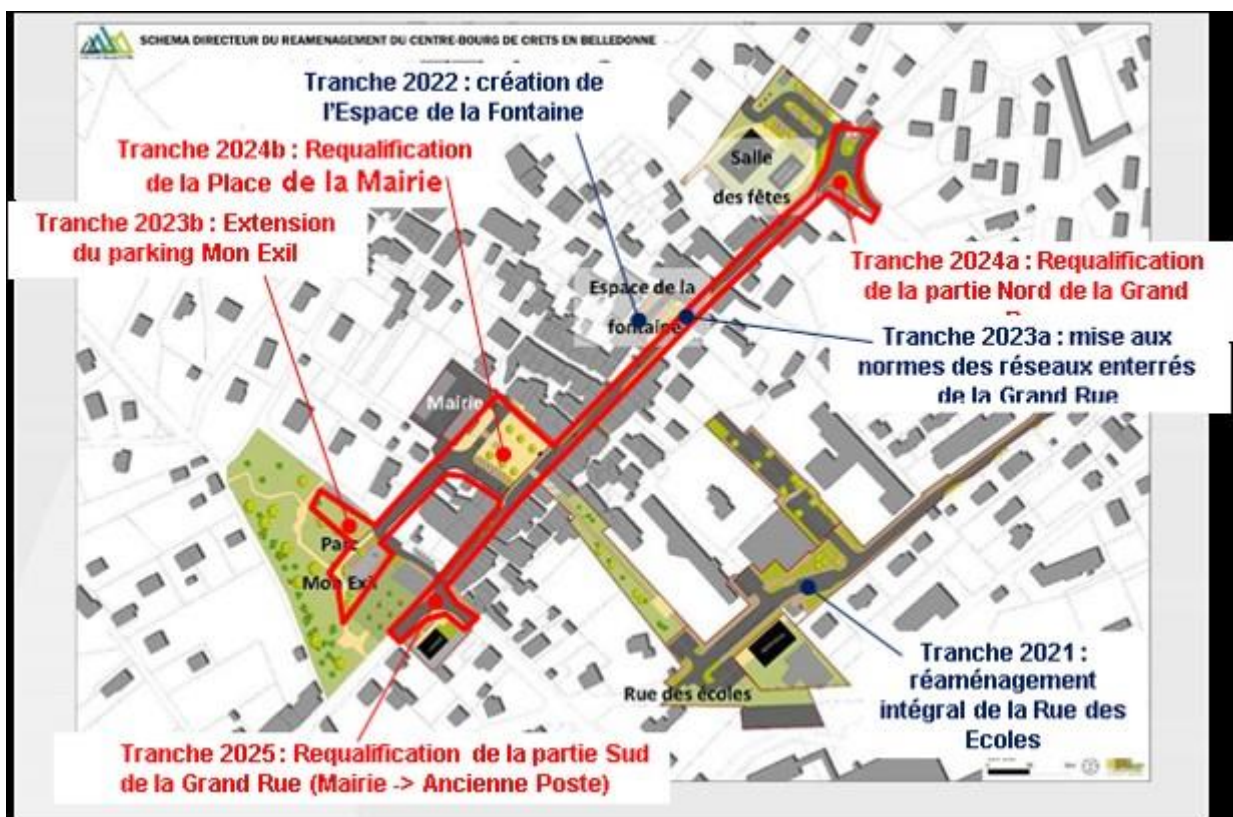 SCHEMA DIRECTEUR DU REAMENAGEMENT DU CENTRE-BOURG DE CRETS EN BELLEDONNE
Tranche 2022 : création de
l'Espace de la Fontaine
Tranche 2024b : Requalification
de la Place de la Mairie
Tranche 2023b : Extension
du parking Mon Exil
Salle
des fêtes
Tranche 2024a : Requalification
de la partie Nord de la Grand
Espace de la
fontaine
Tranche 2023a : mise aux
normes des réseaux enterrés
de la Grand Rue
Mairie
Parc
Mon Exil
Rue des écoles
Tranche 2021 :
réaménagement
intégral de la Rue des
Ecoles
Tranche 2025 : Requalification de la partie Sud
de la Grand Rue (Mairie -> Ancienne Poste)